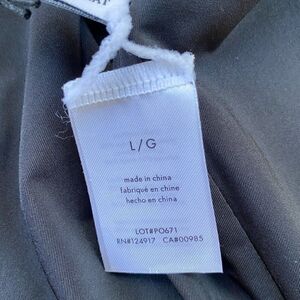 L/G
made in china
fabriqué en chine
hecho en china
LOT#PO671
RN#124917 CA#00985